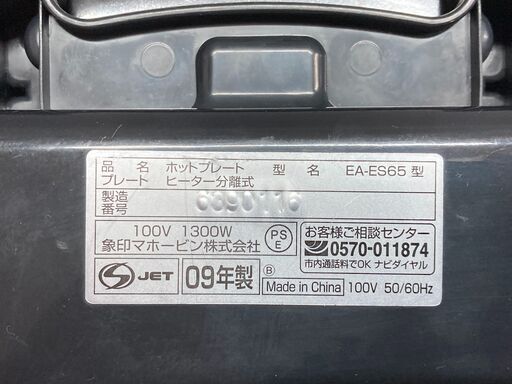 品名 ホットプレート 型名 EA-ES65型
プレート ヒーター分離式
製造番号 6390116
100V 1300W
象印マホービン株式会社
PS
E
お客様ご相談センター
0570-011874
市内通話料でOK ナビダイヤル
S JET
09年製
B
Made in China
100V 50/60Hz